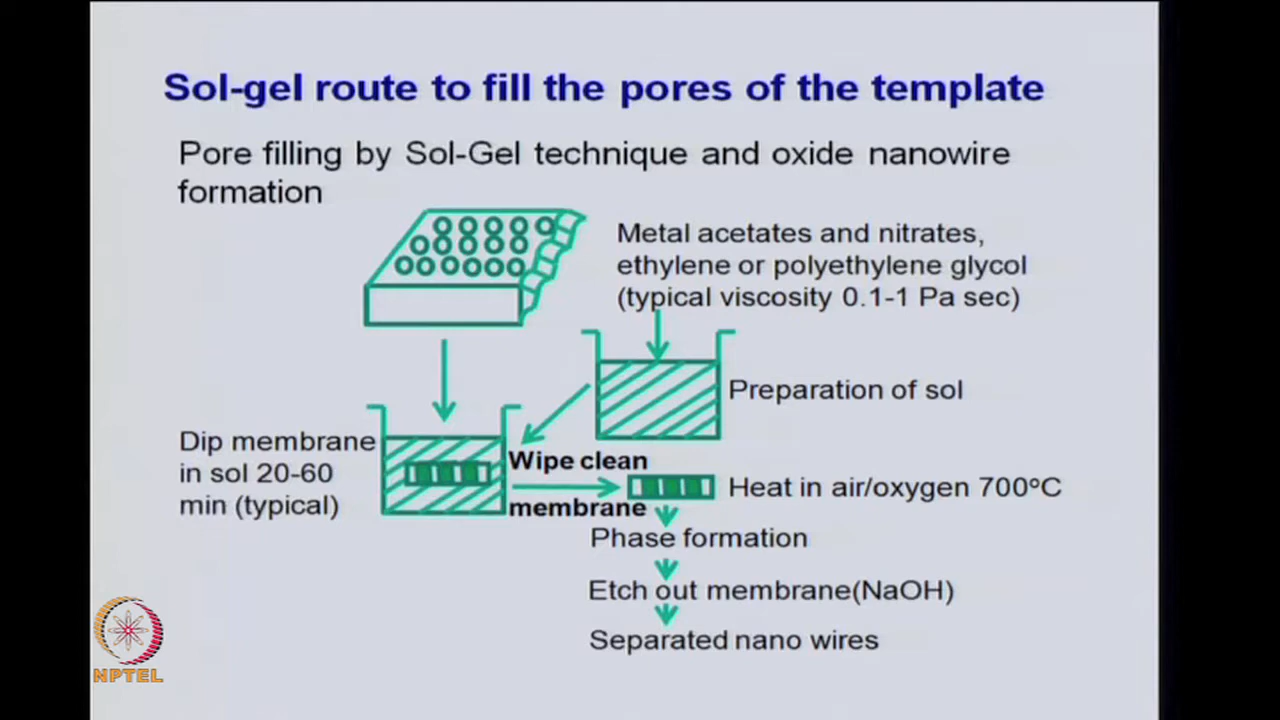 Sol-gel route to fill the pores of the template
Pore filling by Sol-Gel technique and oxide nanowire
formation
Metal acetates and nitrates,
ethylene or polyethylene glycol
(typical viscosity 0.1-1 Pa sec)
Preparation of sol
Dip membrane
in sol 20-60
min (typical)
Wipe clean
membrane
Heat in air/oxygen 700°C
Phase formation
Etch out membrane(NaOH)
Separated nano wires
NPTEL